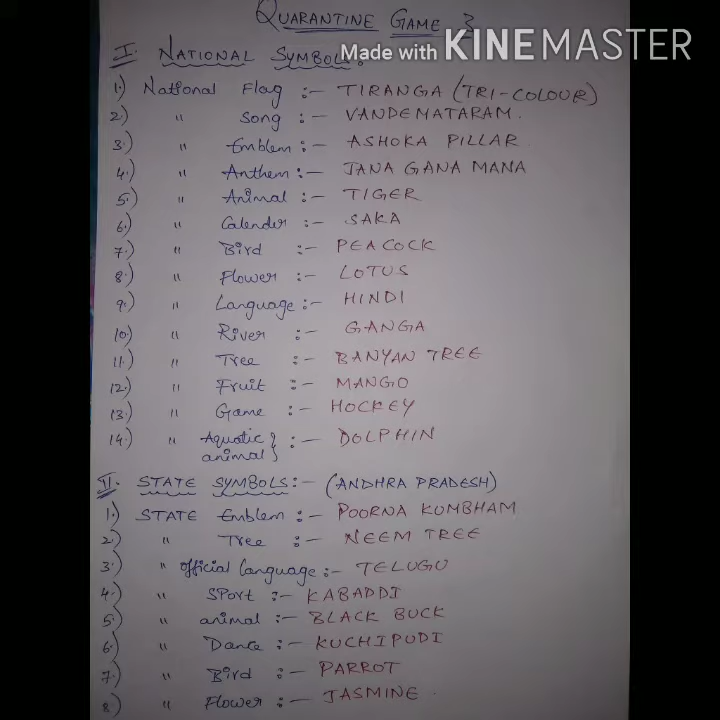 QUARANTINE GAME 3
Made with KINEMASTER
I. NATIONAL SYMBOLS:
1.) National Flag :- TIRANGA (TRI-COLOUR)
2.) " Song :- VANDEMATARAM.
3.) " Emblem :- ASHOKA PILLAR
4.) " Anthem :- JANA GANA MANA
5.) " Animal :- TIGER
6.) " Calender :- SAKA
7.) " Bird :- PEACOCK
8.) " Flower :- LOTUS
9.) " Language :- HINDI
10.) " River :- GANGA
11.) " Tree :- BANYAN TREE
12.) " Fruit :- MANGO
13.) " Game :- HOCKEY
14.) " Aquatic animal } :- DOLPHIN
II. STATE SYMBOLS :- (ANDHRA PRADESH)
1.) STATE Emblem :- POORNA KUMBHAM
2.) " Tree :- NEEM TREE
3.) " official language :- TELUGU
4.) " SPort :- KABADDI
5.) " animal :- BLACK BUCK
6.) " Dance :- KUCHIPUDI
7.) " Bird :- PARROT
8.) " Flower :- JASMINE